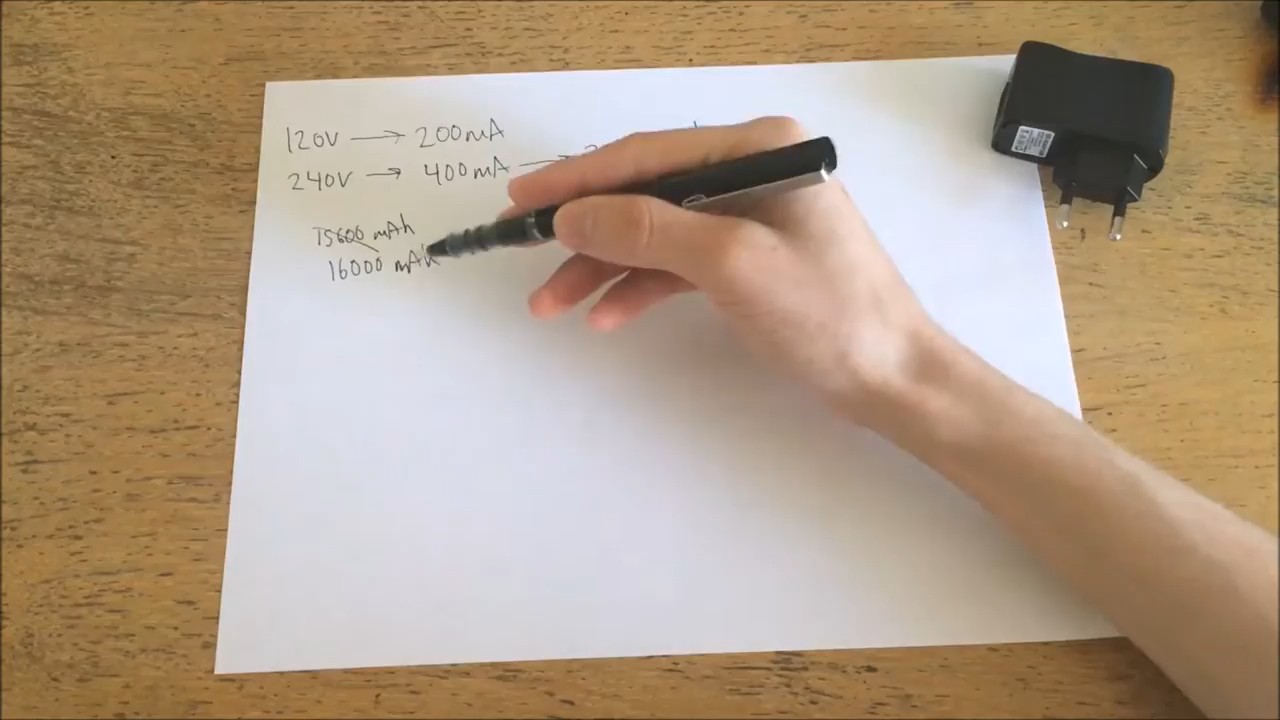 120V → 200mA
240V → 400mA →
15600 mAh
16000 mAh